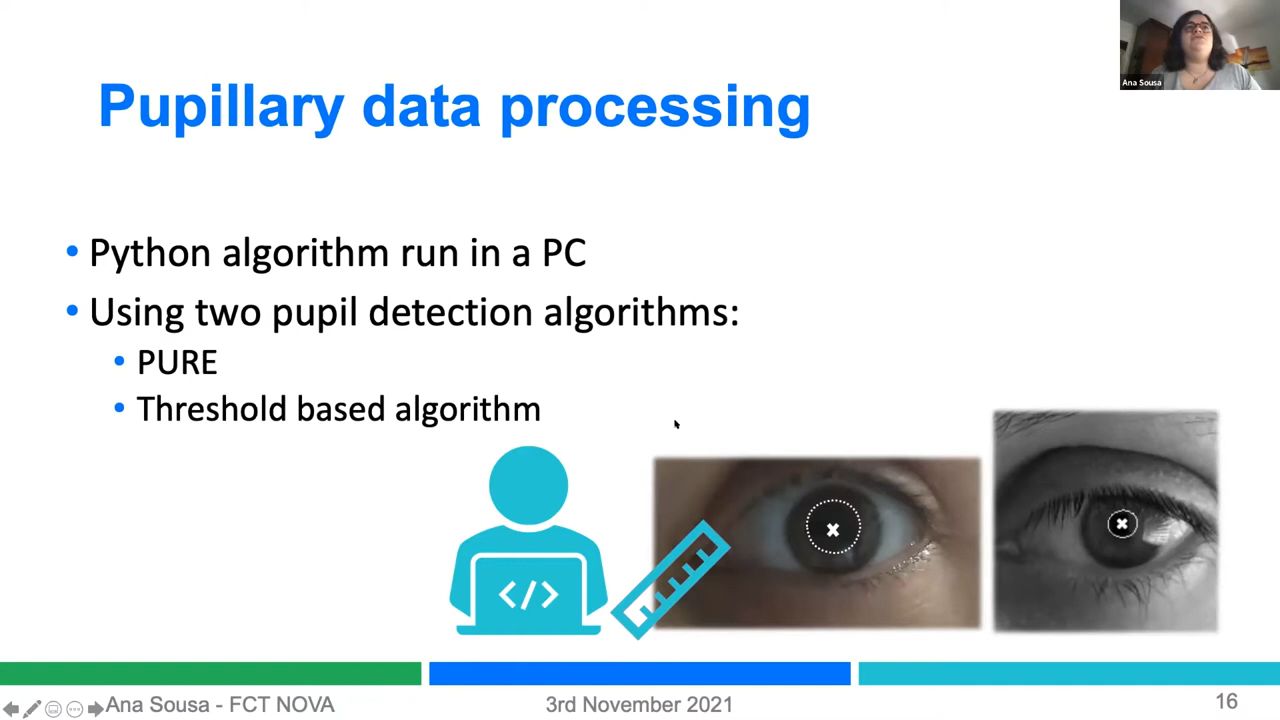 Ana Sousa
Pupillary data processing
• Python algorithm run in a PC
• Using two pupil detection algorithms:
• PURE
• Threshold based algorithm
</>
Ana Sousa - FCT NOVA
3rd November 2021
16